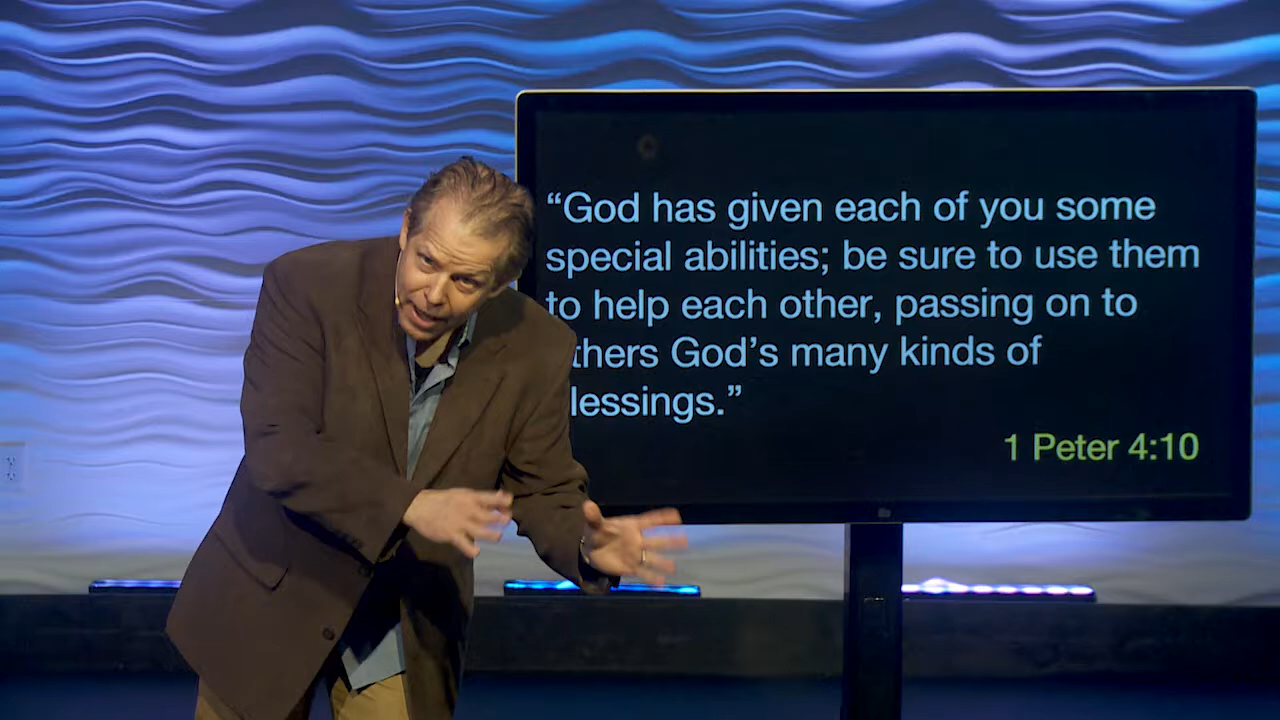 “God has given each of you some
special abilities; be sure to use them
to help each other, passing on to
thers God’s many kinds of
lessings.”
1 Peter 4:10